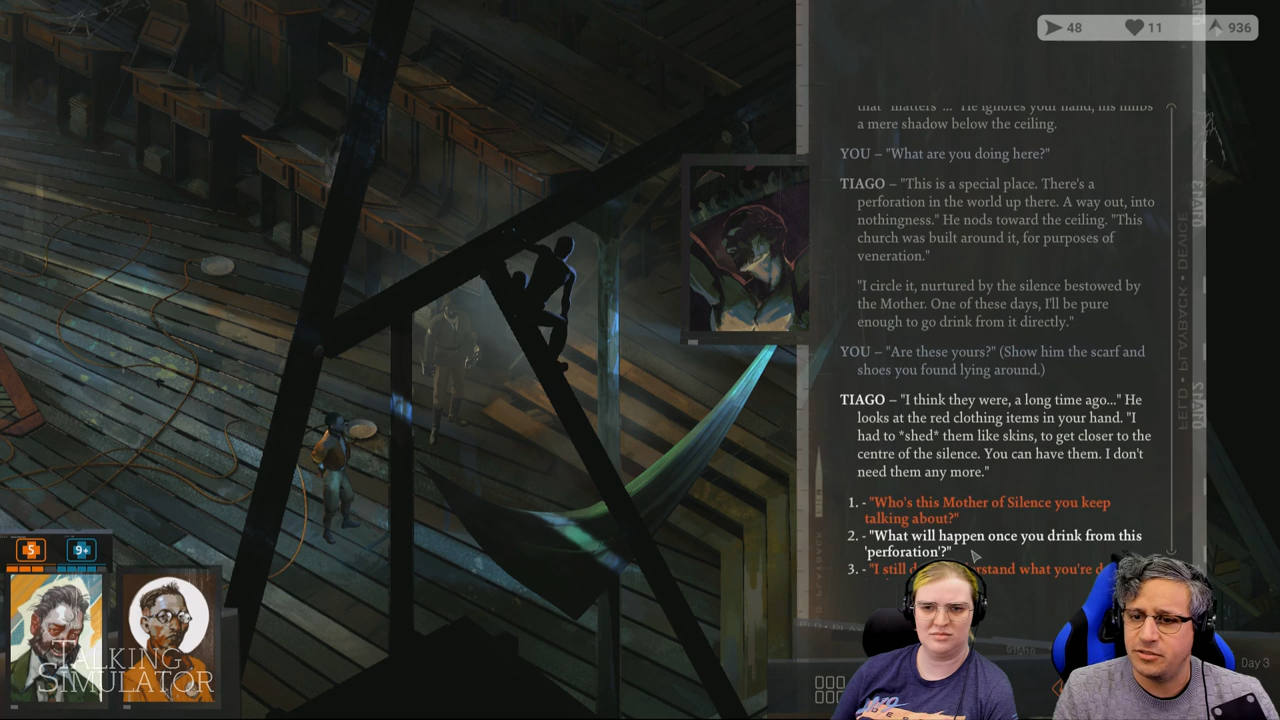 48
11
936
that "matters"..." He ignores your hand, his limbs
a mere shadow below the ceiling.
YOU – "What are you doing here?"
TIAGO – "This is a special place. There's a
perforation in the world up there. A way out, into
nothingness." He nods toward the ceiling. "This
church was built around it, for purposes of
veneration."
"I circle it, nurtured by the silence bestowed by
the Mother. One of these days, I'll be pure
enough to go drink from it directly."
YOU – "Are these yours?" (Show him the scarf and
shoes you found lying around.)
TIAGO – "I think they were, a long time ago..." He
looks at the red clothing items in your hand. "I
had to *shed* them like skins, to get closer to the
centre of the silence. You can have them. I don't
need them any more."
1. - "Who's this Mother of Silence you keep
talking about?"
2. - "What will happen once you drink from this
'perforation'?"
3. - "I still understand what you're
FELD • PLAYBACK • DEVICE
5
9+
TALKING
SIMULATOR
Day 3